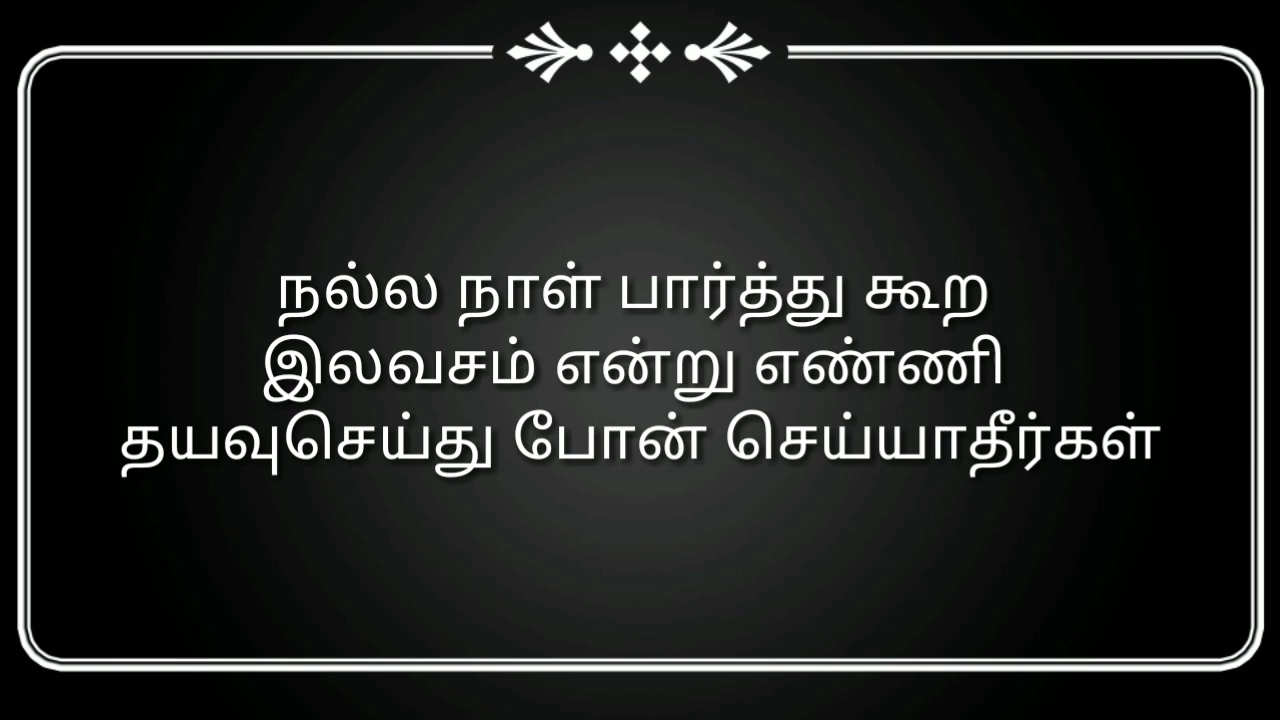 நல்ல நாள் பார்த்து கூற
இலவசம் என்று எண்ணி
தயவுசெய்து போன் செய்யாதீர்கள்